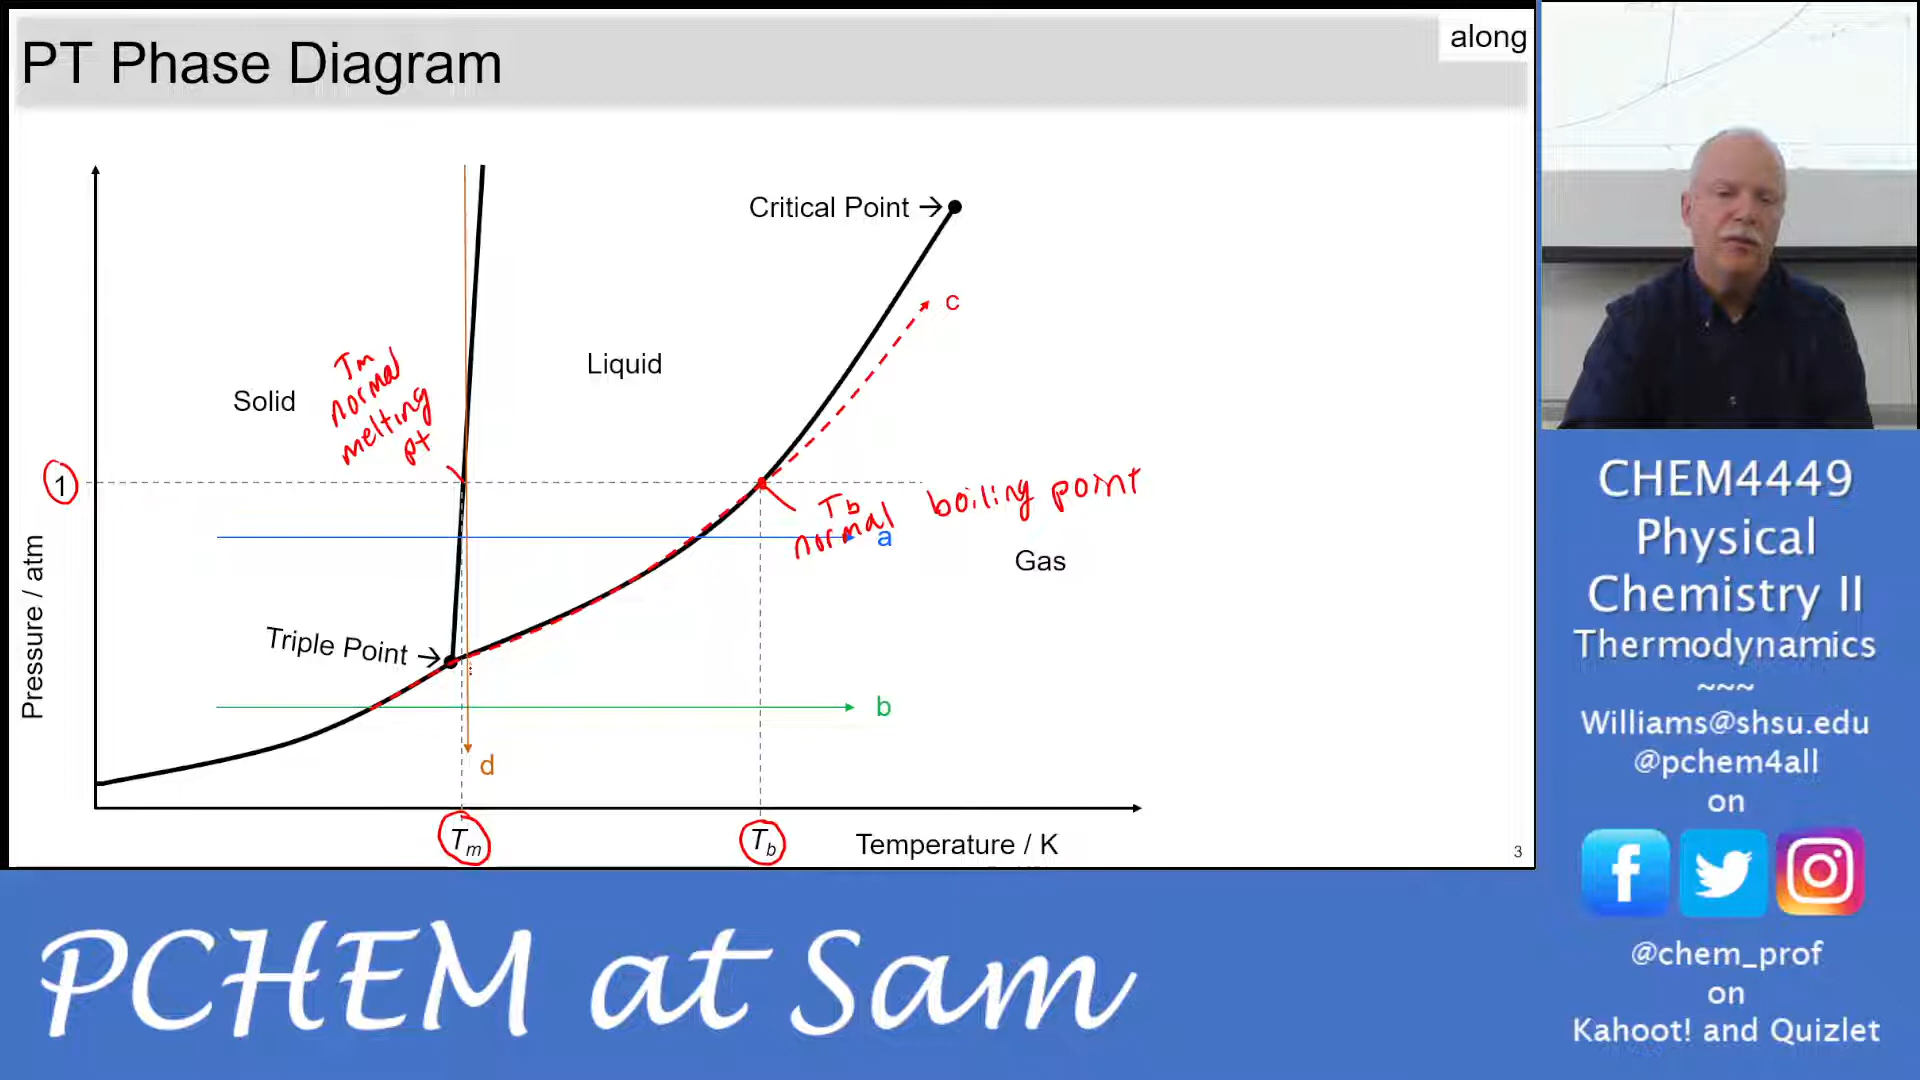 PT Phase Diagram
along
Critical Point →
c
Liquid
Solid
Tm
normal
melting
pt
1
Tb
normal boiling point
a
Gas
Triple Point →
b
d
Pressure / atm
Tm
Tb
Temperature / K
3
CHEM4449
Physical
Chemistry II
Thermodynamics
~~~
Williams@shsu.edu
@pchem4all
on
@chem_prof
on
Kahoot! and Quizlet
PCHEM at Sam